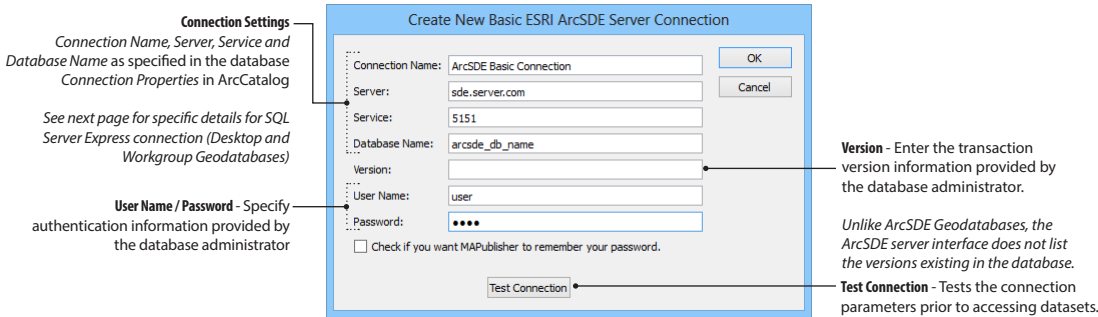 Connection Settings
Connection Name, Server, Service and
Database Name as specified in the database
Connection Properties in ArcCatalog
See next page for specific details for SQL
Server Express connection (Desktop and
Workgroup Geodatabases)
User Name / Password - Specify
authentication information provided by
the database administrator
Create New Basic ESRI ArcSDE Server Connection
Connection Name: ArcSDE Basic Connection
Server: sde.server.com
Service: 5151
Database Name: arcsde_db_name
Version:
User Name: user
Password: ••••
Check if you want MAPublisher to remember your password.
Test Connection
OK
Cancel
Version - Enter the transaction
version information provided by
the database administrator.
Unlike ArcSDE Geodatabases, the
ArcSDE server interface does not list
the versions existing in the database.
Test Connection - Tests the connection
parameters prior to accessing datasets.